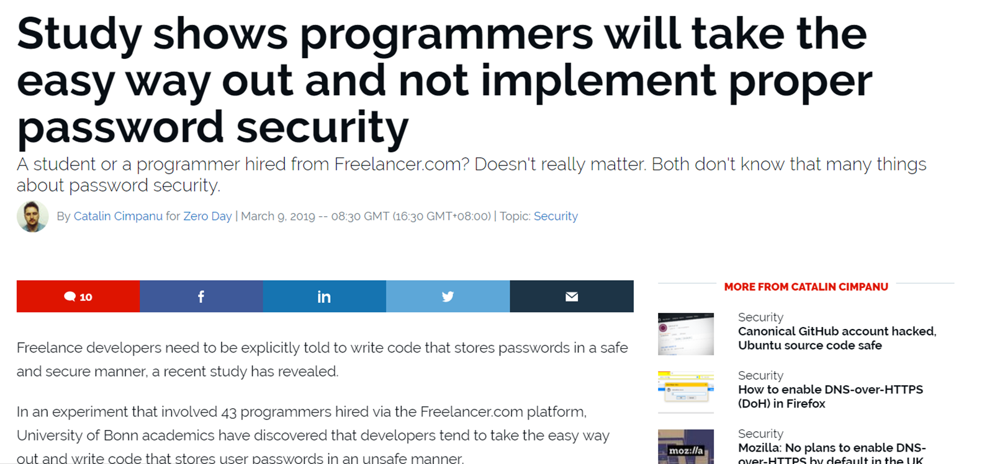 Study shows programmers will take the
easy way out and not implement proper
password security
A student or a programmer hired from Freelancer.com? Doesn't really matter. Both don't know that many things
about password security.
By Catalin Cimpanu for Zero Day | March 9, 2019 -- 08:30 GMT (16:30 GMT+08:00) | Topic: Security
10
Freelance developers need to be explicitly told to write code that stores passwords in a safe
and secure manner, a recent study has revealed.
In an experiment that involved 43 programmers hired via the Freelancer.com platform,
University of Bonn academics have discovered that developers tend to take the easy way
out and write code that stores user passwords in an unsafe manner.
MORE FROM CATALIN CIMPANU
Security
Canonical GitHub account hacked,
Ubuntu source code safe
Security
How to enable DNS-over-HTTPS
(DoH) in Firefox
moz://a
Security
Mozilla: No plans to enable DNS-
over-HTTPS by default in the UK